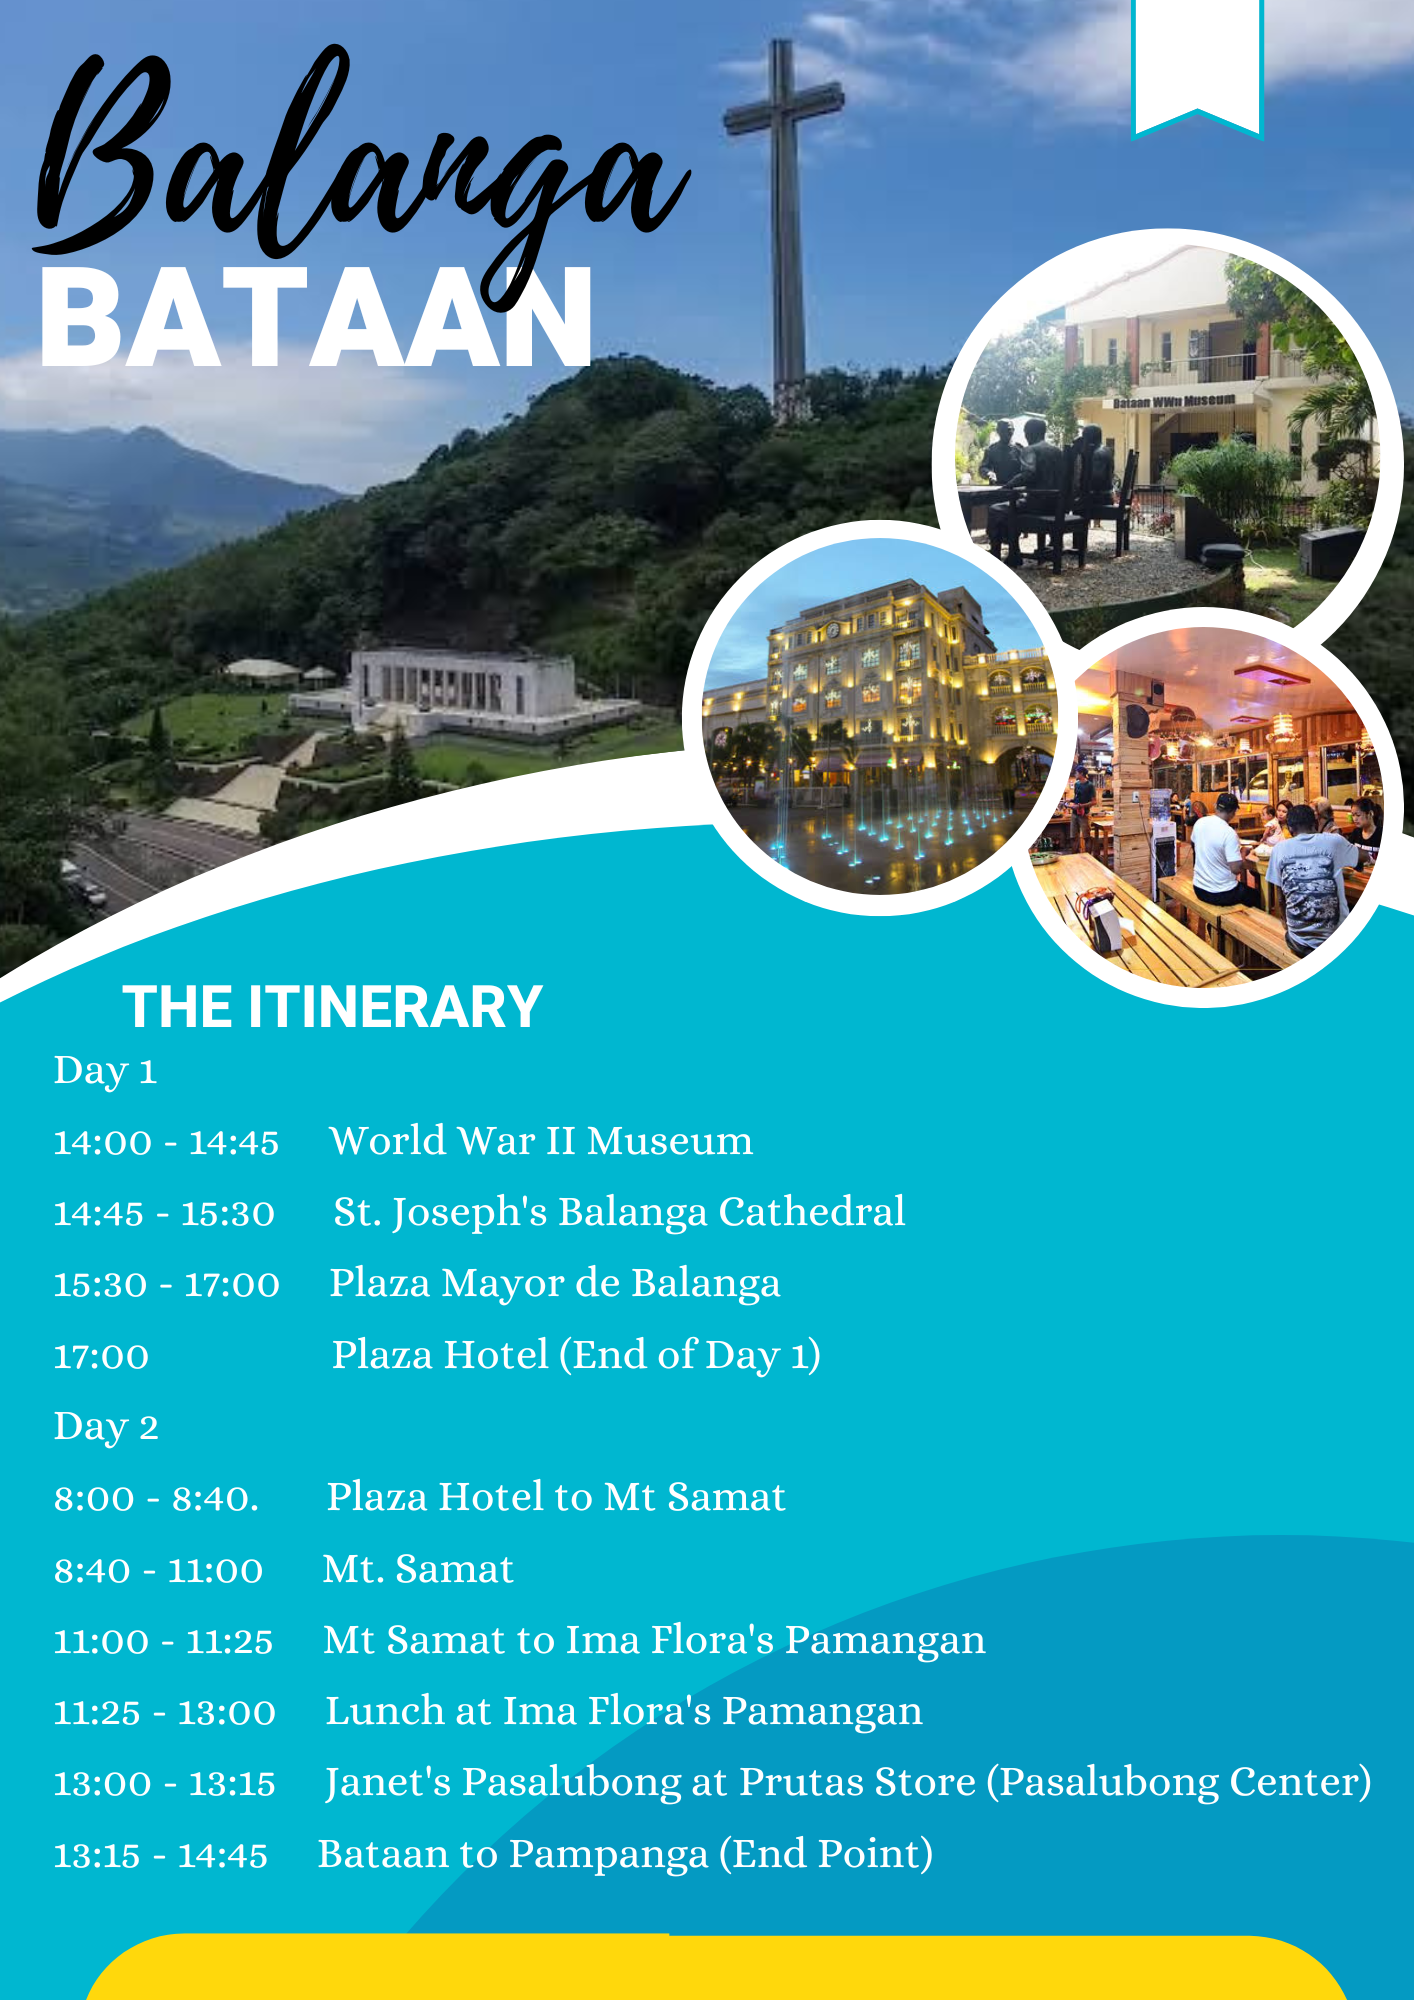 Balanga
BATAAN
Bataan WWII Museum
THE ITINERARY
Day 1
14:00 - 14:45 World War II Museum
14:45 - 15:30 St. Joseph's Balanga Cathedral
15:30 - 17:00 Plaza Mayor de Balanga
17:00 Plaza Hotel (End of Day 1)
Day 2
8:00 - 8:40. Plaza Hotel to Mt Samat
8:40 - 11:00 Mt. Samat
11:00 - 11:25 Mt Samat to Ima Flora's Pamangan
11:25 - 13:00 Lunch at Ima Flora's Pamangan
13:00 - 13:15 Janet's Pasalubong at Prutas Store (Pasalubong Center)
13:15 - 14:45 Bataan to Pampanga (End Point)